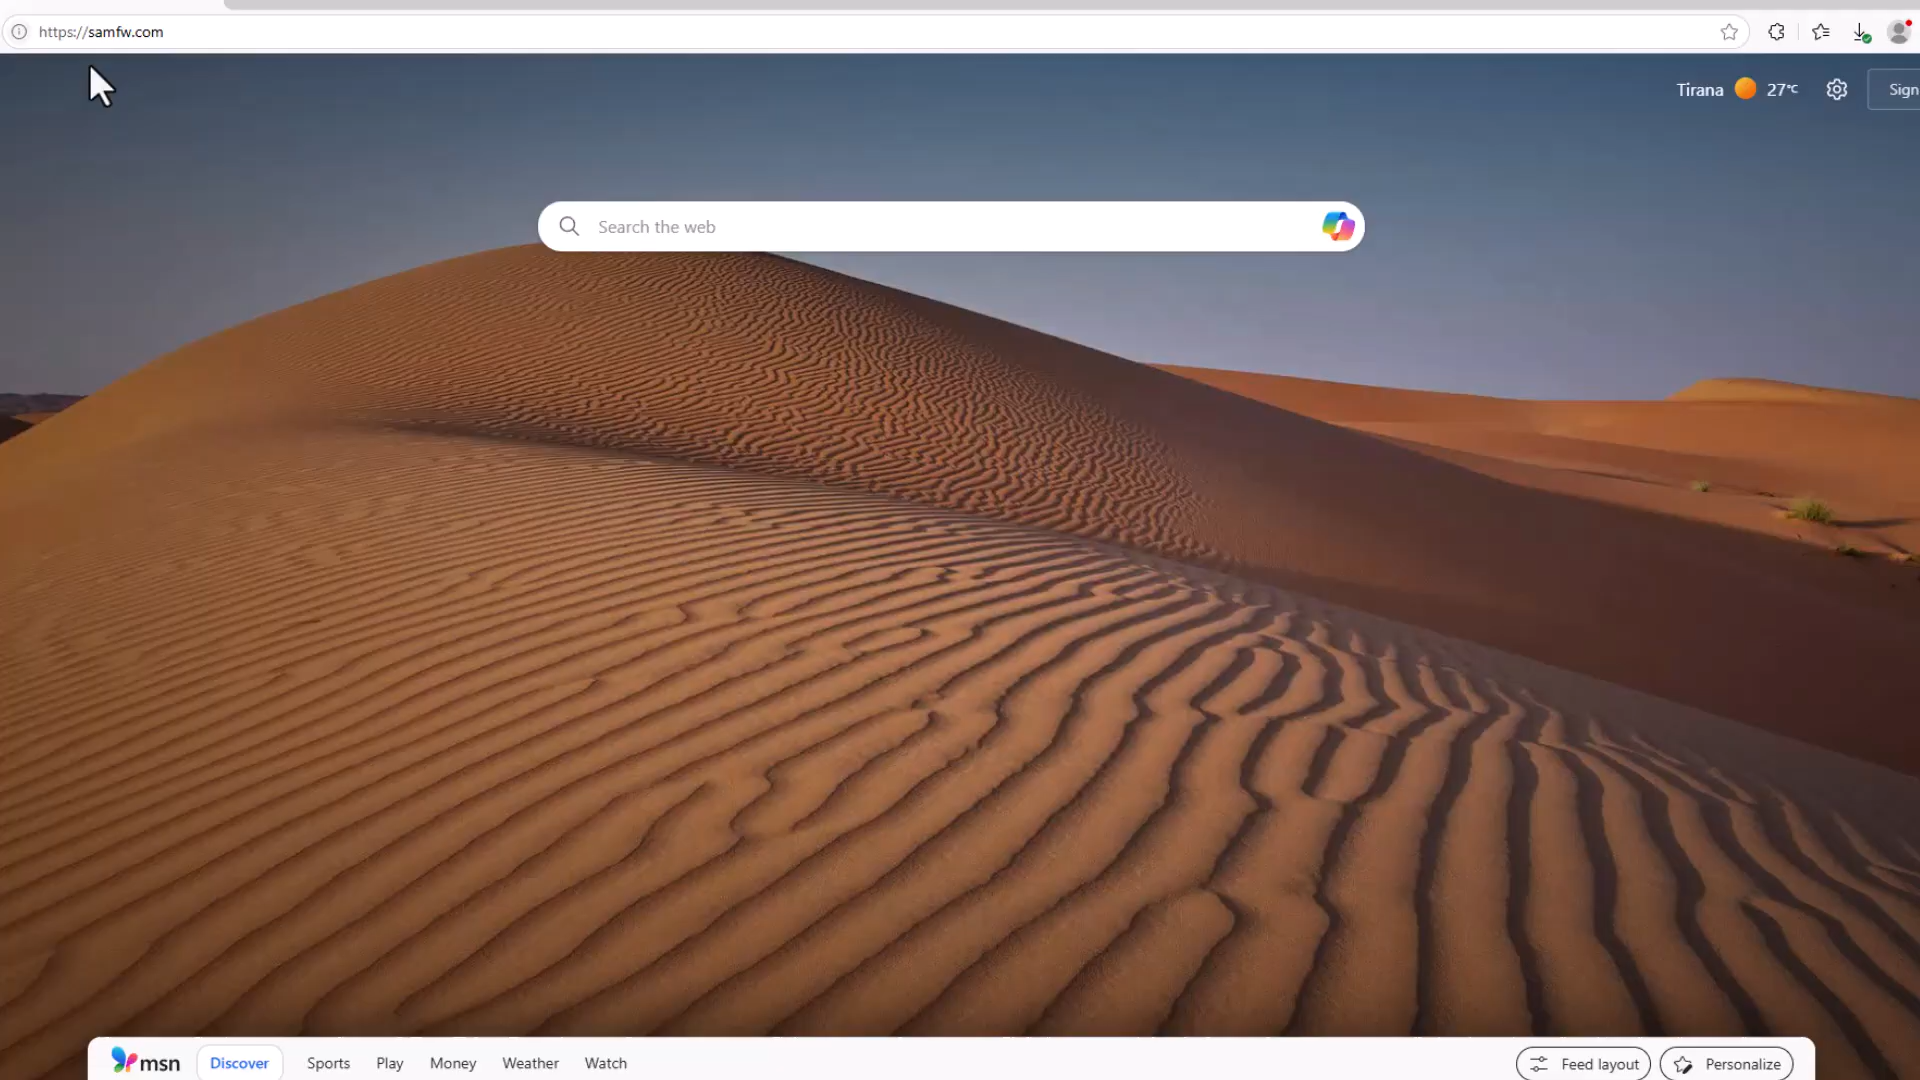 https://samfw.com
Tirana 27°C
Sign
Search the web
msn Discover Sports Play Money Weather Watch Feed layout Personalize